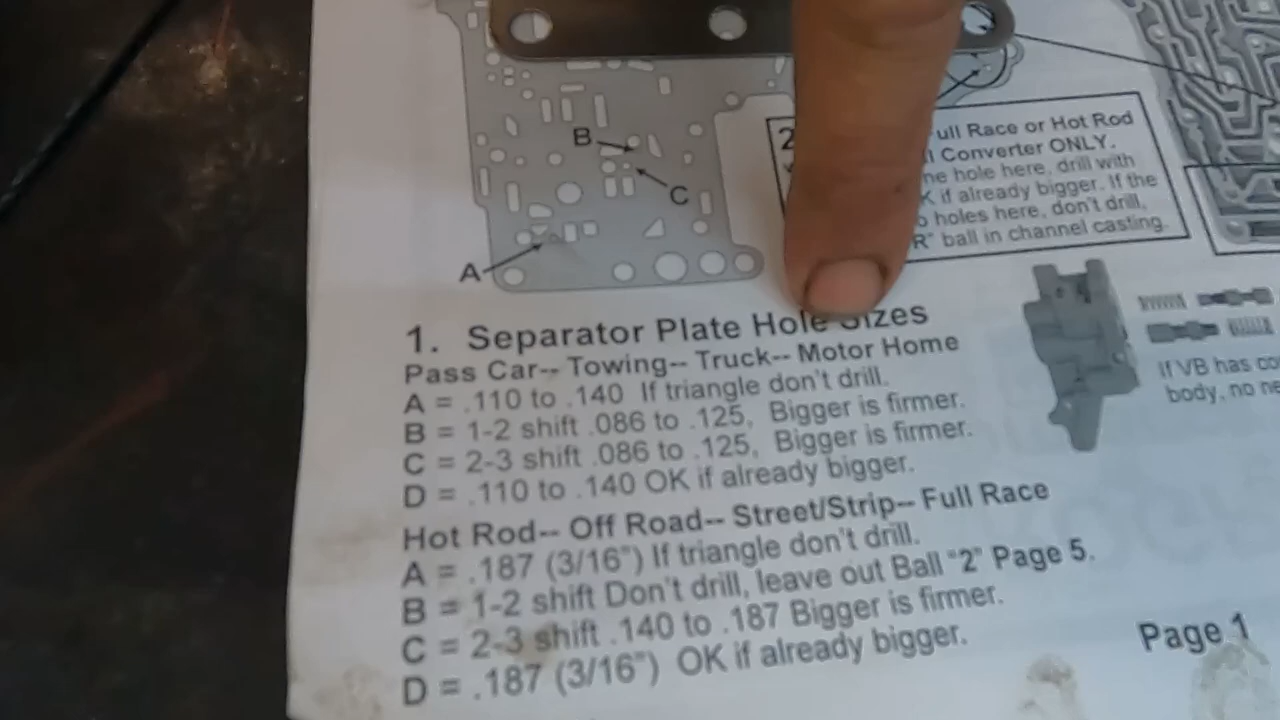 B
C
A
2
ull Race or Hot Rod
Converter ONLY.
hole here, drill with
if already bigger. If the
holes here, don't drill,
R" ball in channel casting.
1. Separator Plate Hole Sizes
Pass Car-- Towing-- Truck-- Motor Home
A = .110 to .140 If triangle don't drill.
B = 1-2 shift .086 to .125, Bigger is firmer.
C = 2-3 shift .086 to .125, Bigger is firmer.
D = .110 to .140 OK if already bigger.
Hot Rod-- Off Road-- Street/Strip-- Full Race
A = .187 (3/16") If triangle don't drill.
B = 1-2 shift Don't drill, leave out Ball "2" Page 5.
C = 2-3 shift .140 to .187 Bigger is firmer.
D = .187 (3/16") OK if already bigger.
If VB has
body, no
Page 1